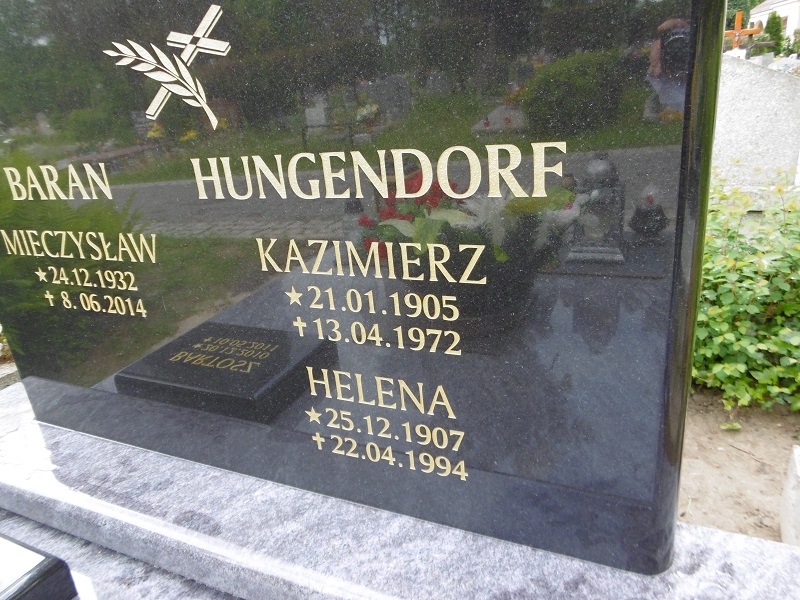 BARAN
MIECZYSŁAW
★24.12.1932
✝8.06.2014
HUNGENDORF
KAZIMIERZ
★21.01.1905
✝13.04.1972
HELENA
★25.12.1907
✝22.04.1994
BARTOSZ